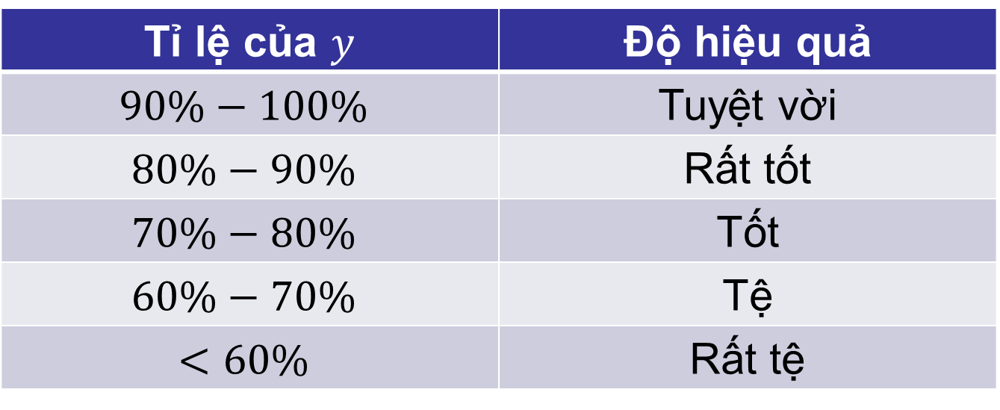 Tỉ lệ của 𝑦 Độ hiệu quả
90% − 100% Tuyệt vời
80% − 90% Rất tốt
70% − 80% Tốt
60% − 70% Tệ
< 60% Rất tệ